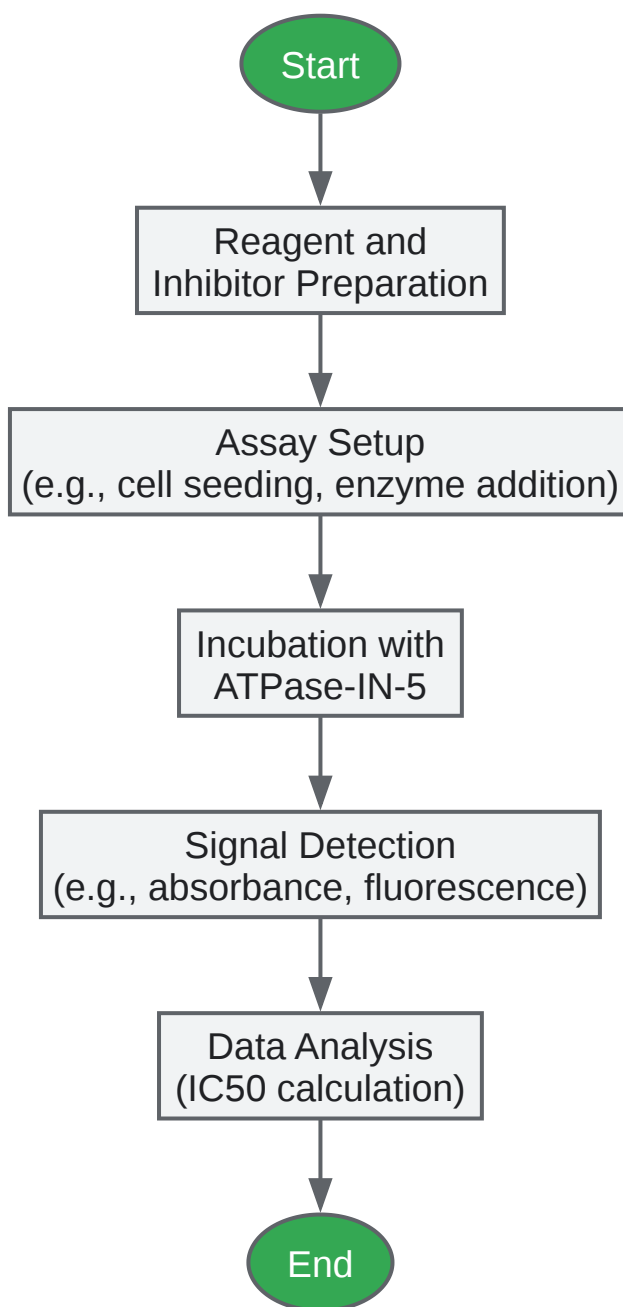 Start
Reagent and
Inhibitor Preparation
Assay Setup
(e.g., cell seeding, enzyme addition)
Incubation with
ATPase-IN-5
Signal Detection
(e.g., absorbance, fluorescence)
Data Analysis
(IC50 calculation)
End